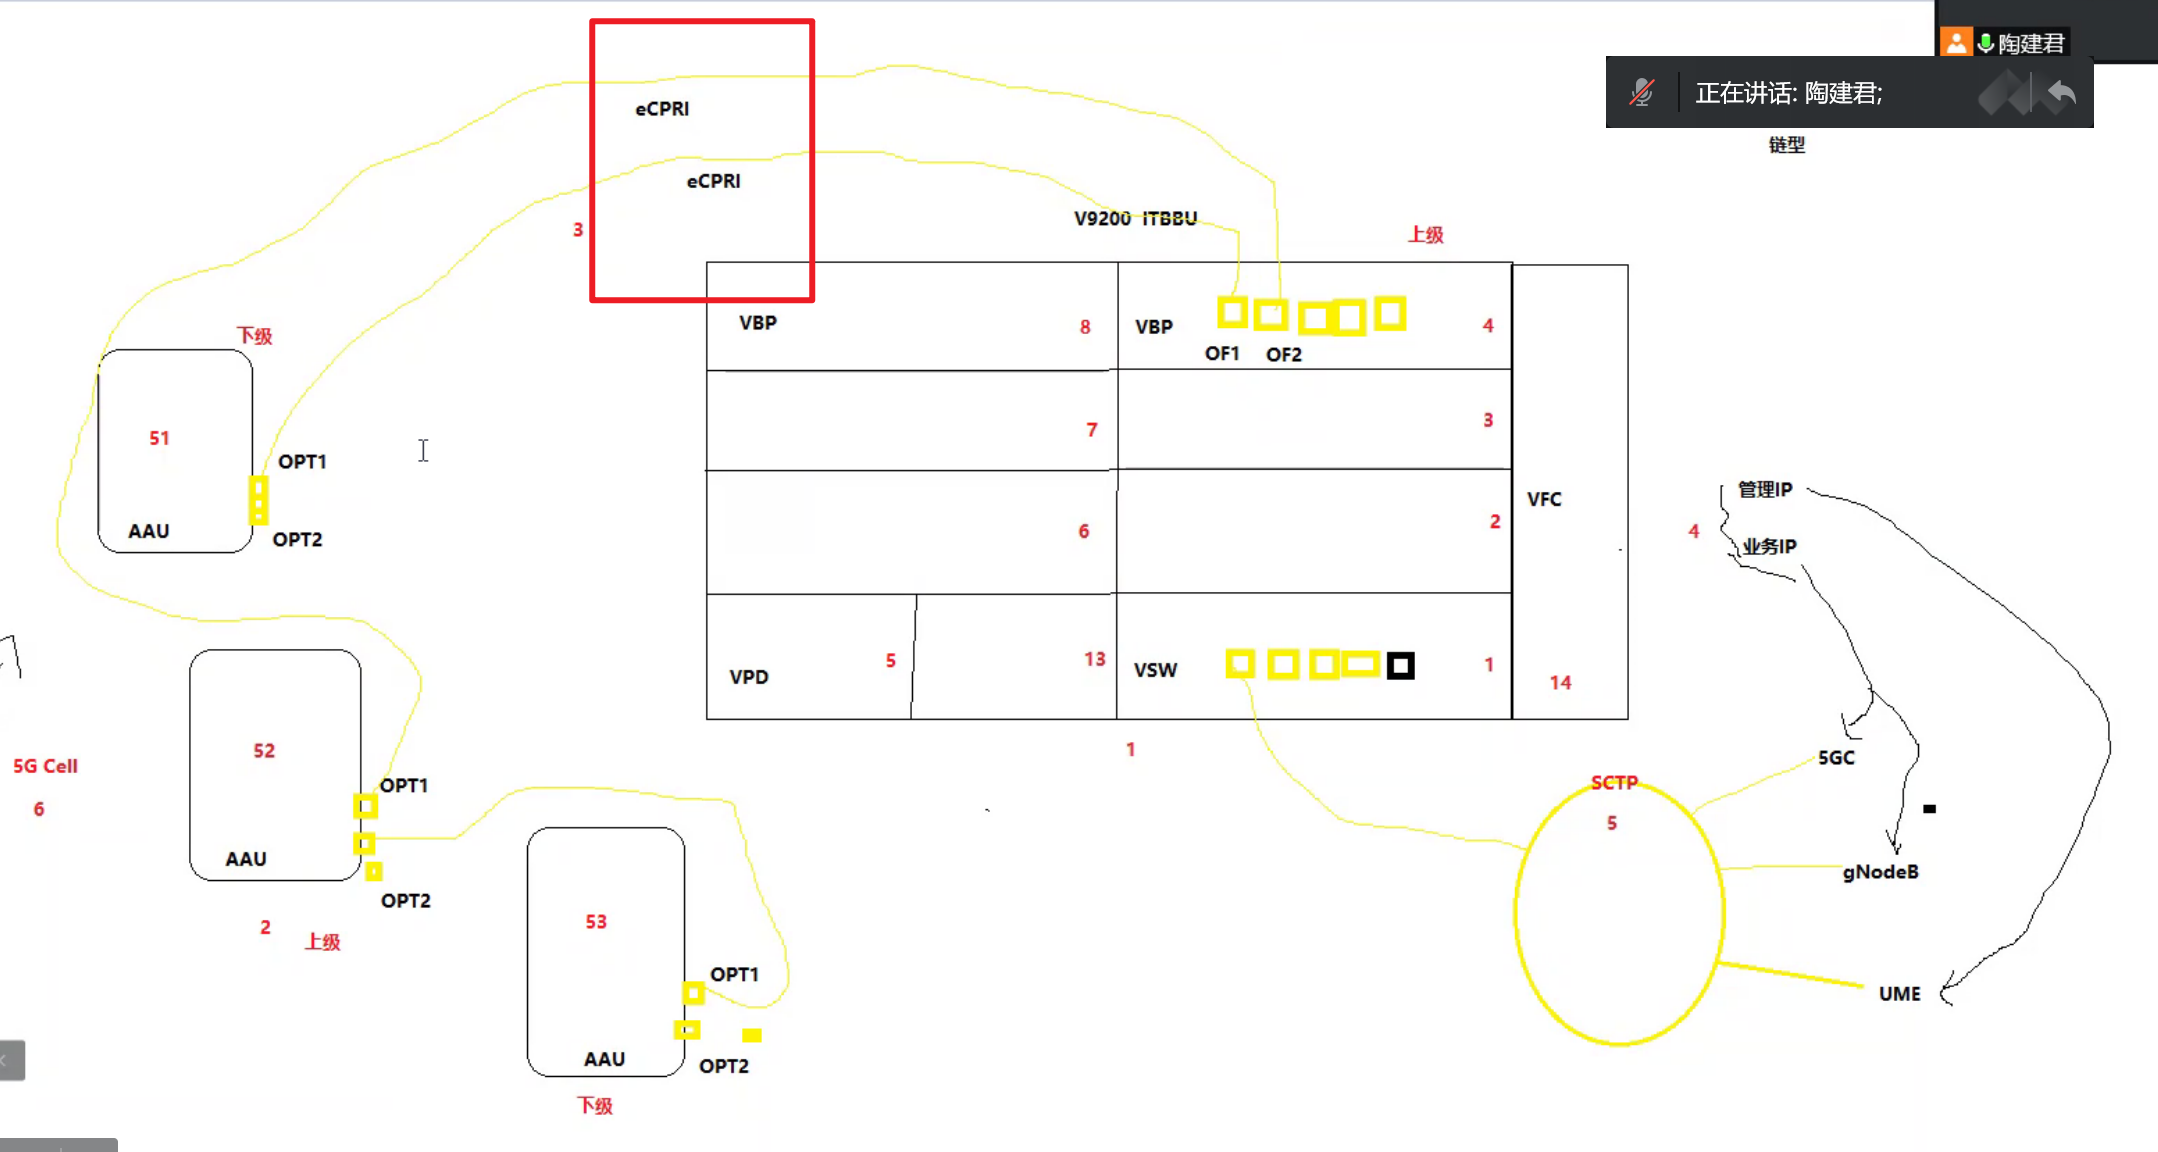 陶建君
正在讲话: 陶建君;
链型
eCPRI
eCPRI
3
V9200 ITBBU
上级
VBP
8
VBP
OF1
OF2
4
7
3
6
2
VFC
VPD
5
13
VSW
1
14
1
下级
51
OPT1
AAU
OPT2
5G Cell
6
52
OPT1
AAU
OPT2
2
上级
53
OPT1
AAU
OPT2
下级
4
管理IP
业务IP
SCTP
5
5GC
gNodeB
UME